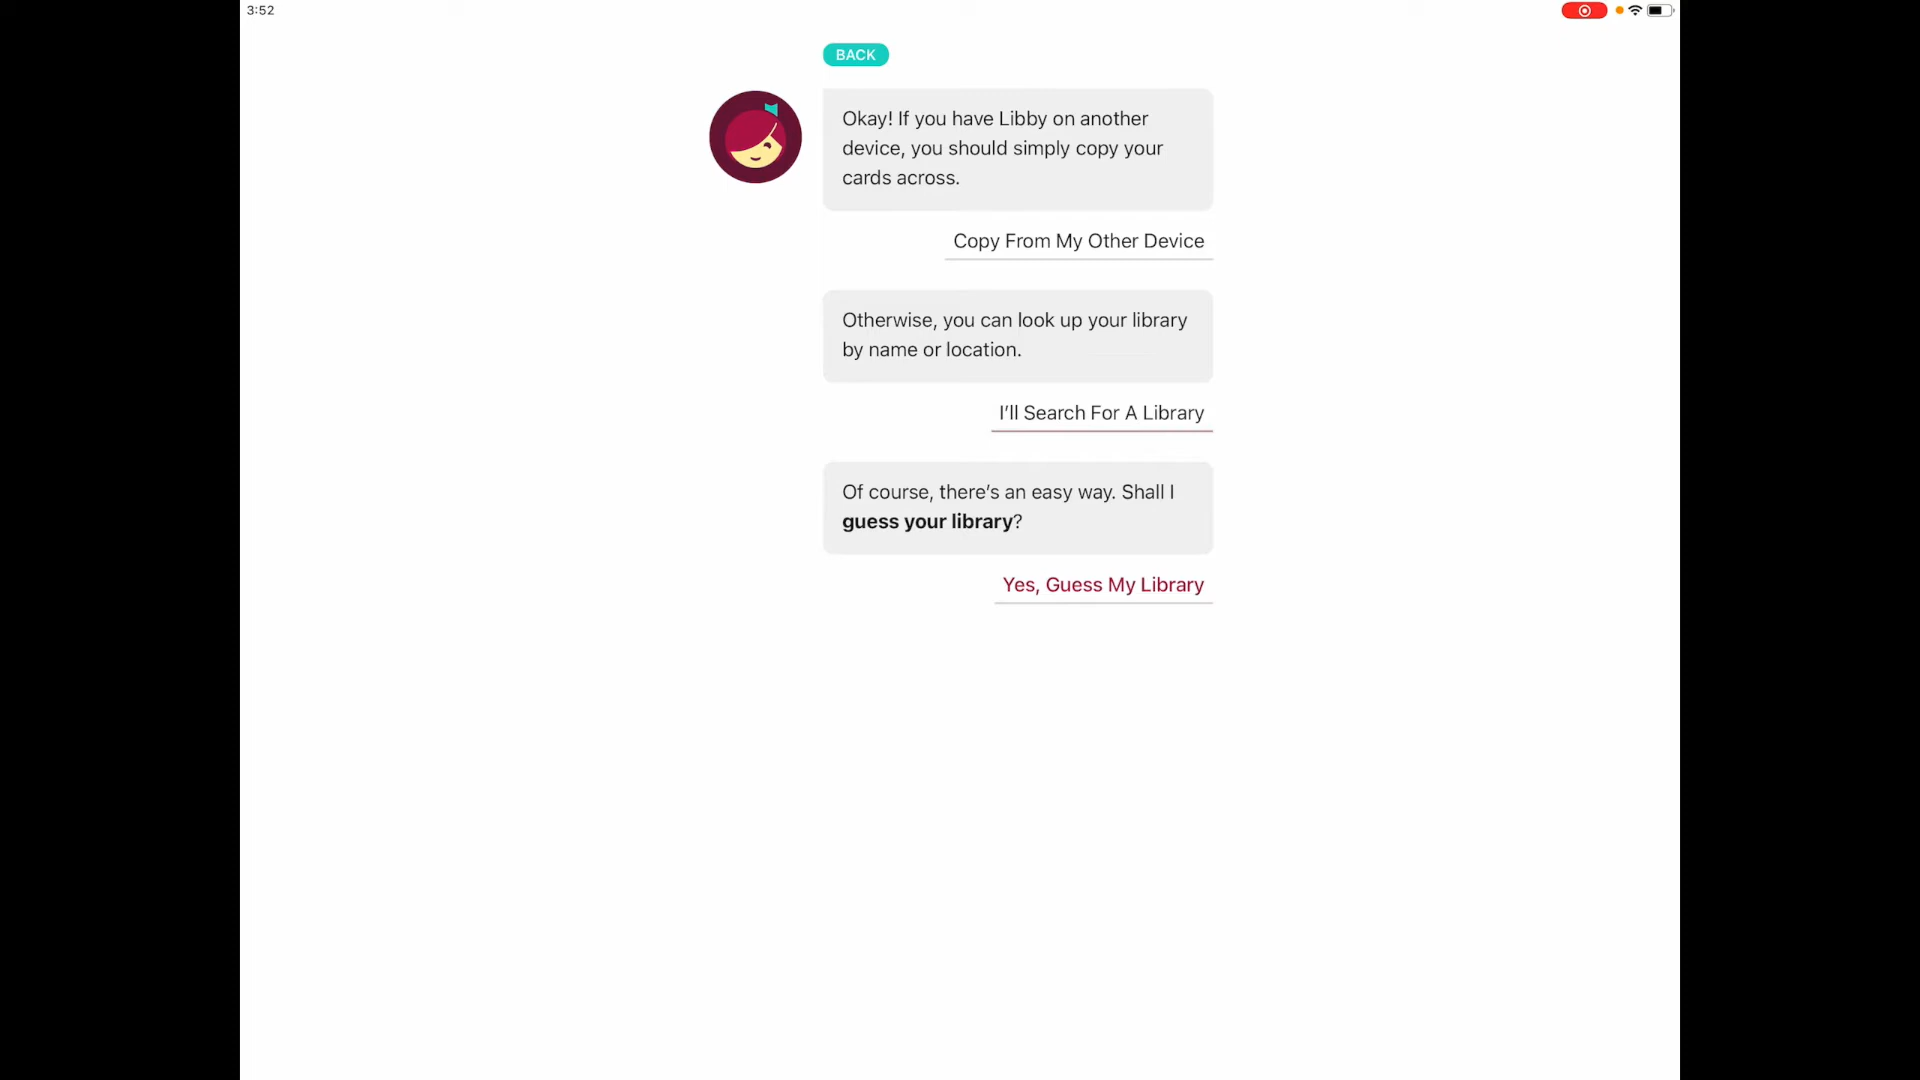 3:52
BACK
Okay! If you have Libby on another
device, you should simply copy your
cards across.
Copy From My Other Device
Otherwise, you can look up your library
by name or location.
I’ll Search For A Library
Of course, there’s an easy way. Shall I
guess your library?
Yes, Guess My Library